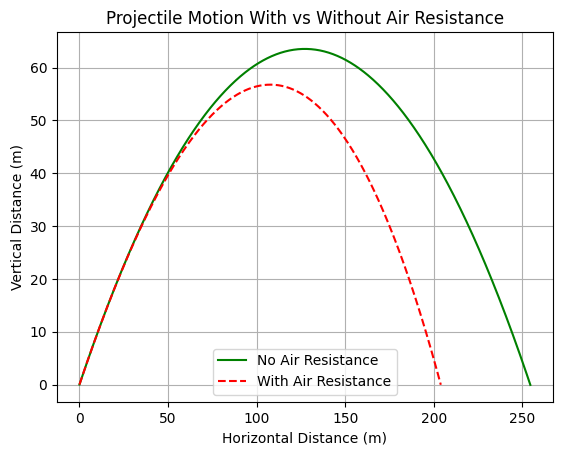 Projectile Motion With vs Without Air Resistance
Vertical Distance (m)
60
50
40
30
20
10
0
No Air Resistance
With Air Resistance
0 50 100 150 200 250
Horizontal Distance (m)